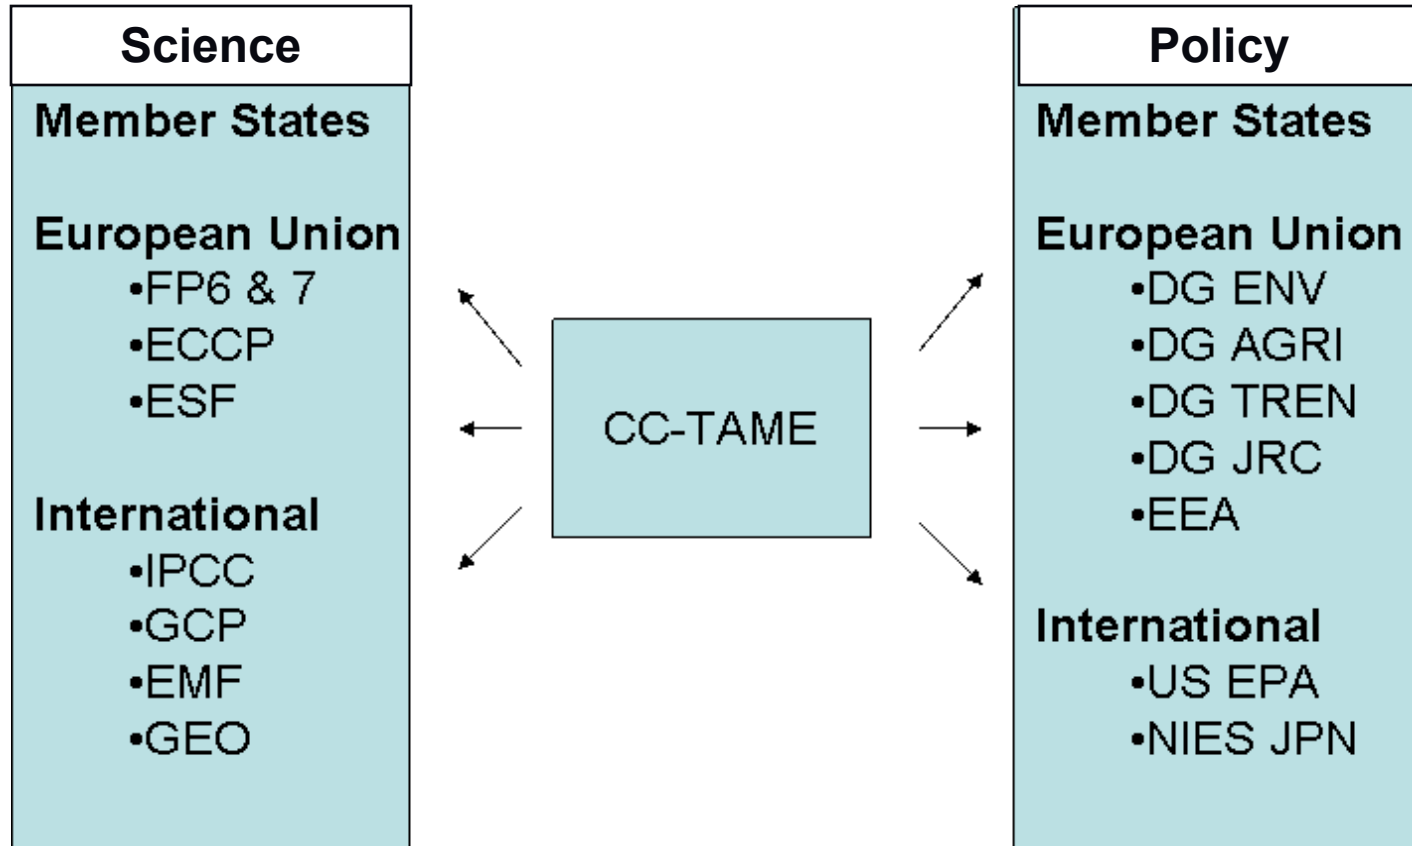 Science
Member States
European Union
•FP6 & 7
•ECCP
•ESF
International
•IPCC
•GCP
•EMF
•GEO
CC-TAME
Policy
Member States
European Union
•DG ENV
•DG AGRI
•DG TREN
•DG JRC
•EEA
International
•US EPA
•NIES JPN